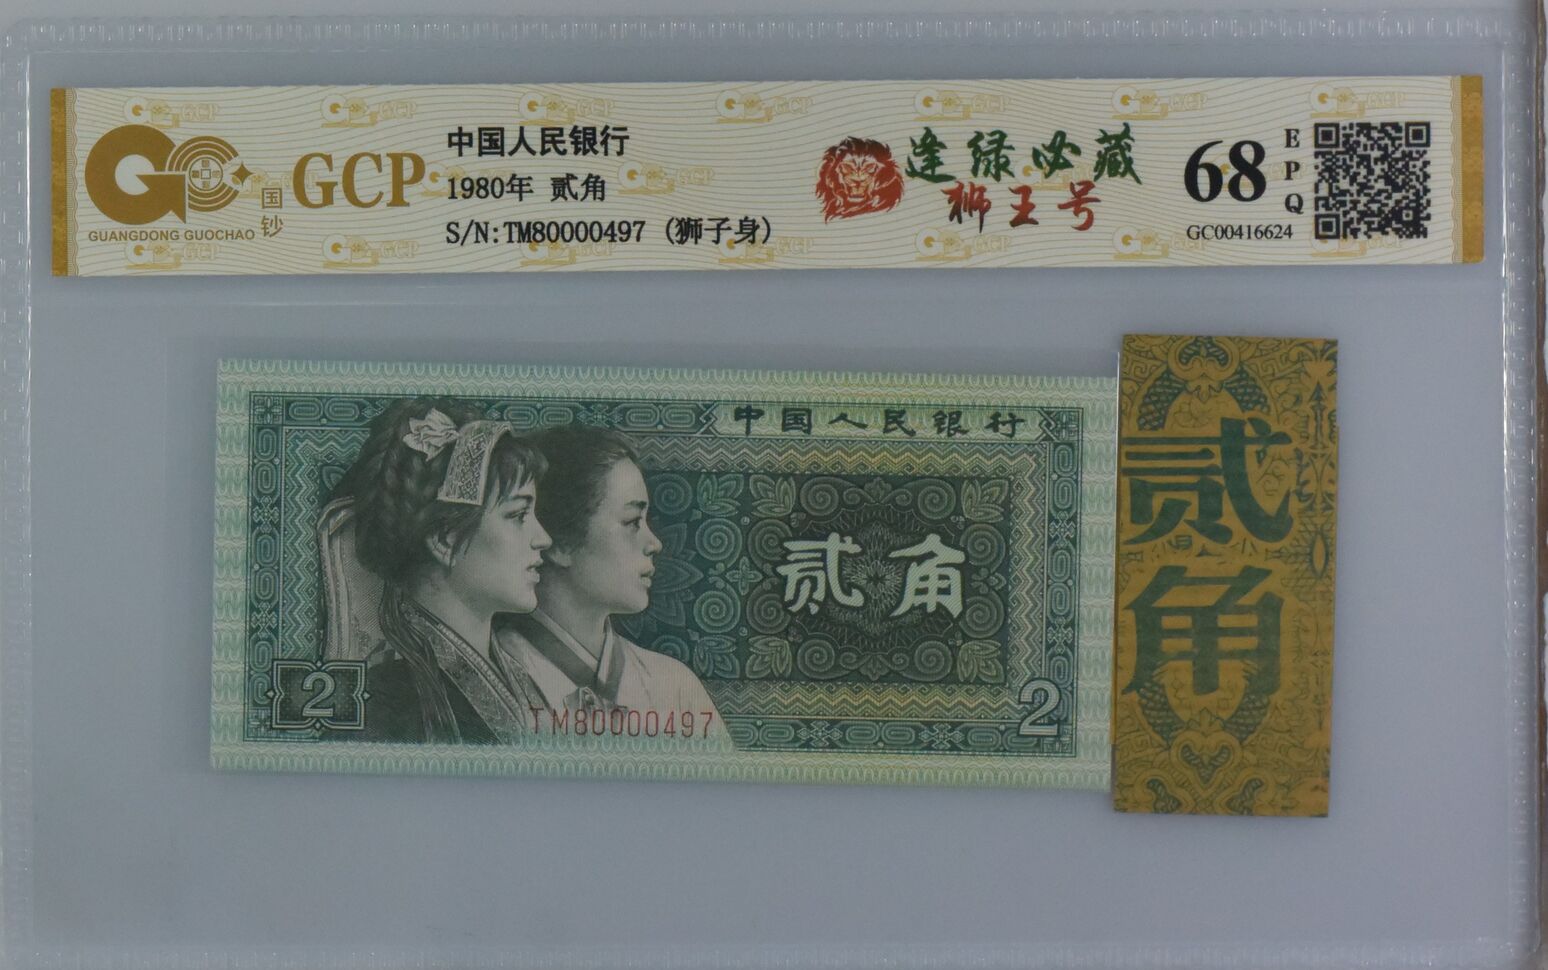 GCP
国钞
GUANGDONG GUOCHAO
中国人民银行
1980年 贰角
S/N:TM80000497 (狮子身)
逢绿必藏
狮王号
68
EPQ
GC00416624
中国人民银行
贰角
2
2
TM80000497
贰角